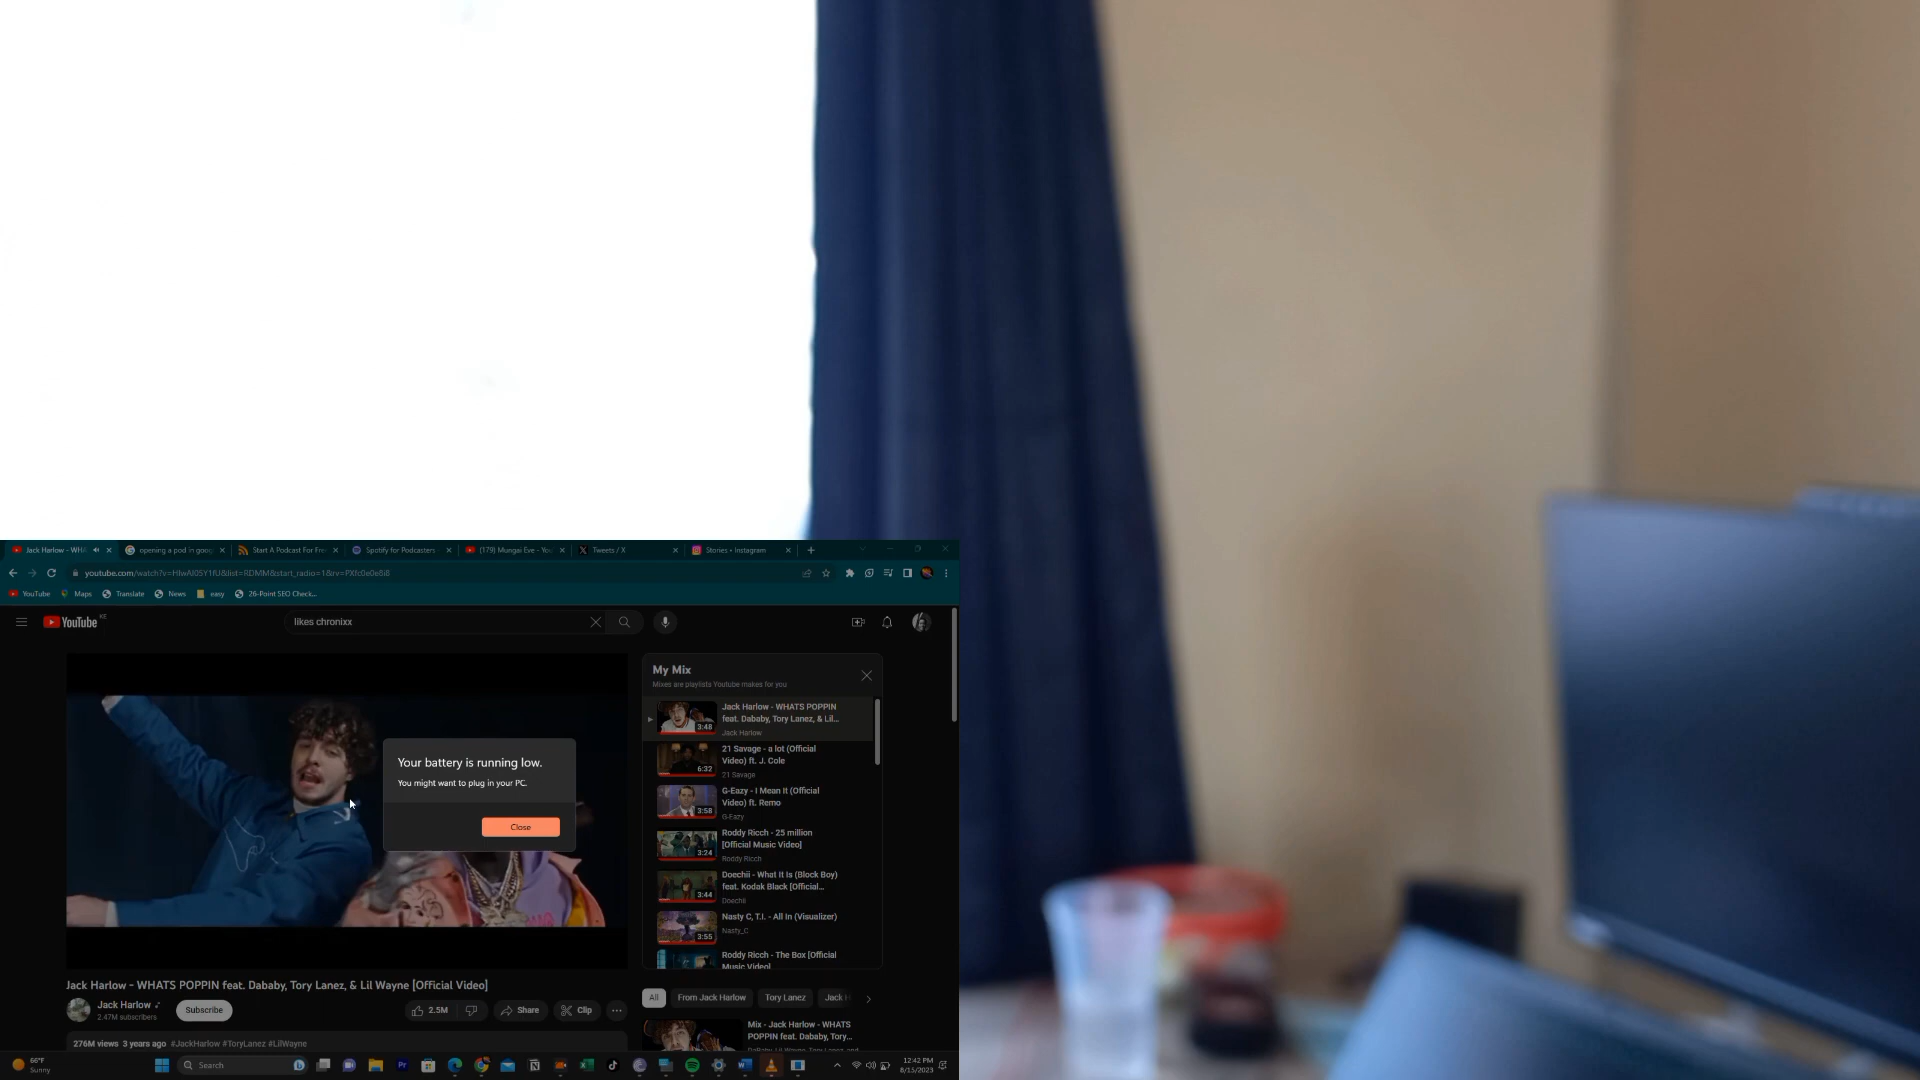 Jack Harlow - WHA
opening a pod in goog
Start A Podcast For Fre
Spotify for Podcasters
(179) Mungai Eve - You
Tweets / X
Stories • Instagram
youtube.com/watch?v=HIwAI05Y1fU&list=RDMM&start_radio=1&rv=PXfc0e0e8i8
YouTube
Maps
Translate
News
easy
26-Point SEO Check...
YouTube KE
likes chronixx
My Mix
Mixes are playlists Youtube makes for you
Jack Harlow - WHATS POPPIN
feat. Dababy, Tory Lanez, & Lil...
Jack Harlow
3:48
21 Savage - a lot (Official
Video) ft. J. Cole
21 Savage
6:32
G-Eazy - I Mean It (Official
Video) ft. Remo
G-Eazy
3:58
Roddy Ricch - 25 million
[Official Music Video]
Roddy Ricch
3:24
Doechii - What It Is (Block Boy)
feat. Kodak Black [Official...
Doechii
3:44
Nasty C, T.I. - All In (Visualizer)
Nasty_C
3:55
Roddy Ricch - The Box [Official
Music Video]
Your battery is running low.
You might want to plug in your PC.
Close
Jack Harlow - WHATS POPPIN feat. Dababy, Tory Lanez, & Lil Wayne [Official Video]
Jack Harlow
2.47M subscribers
Subscribe
2.5M
Share
Clip
276M views 3 years ago #JackHarlow #ToryLanez #LilWayne
All
From Jack Harlow
Tory Lanez
Jack H
Mix - Jack Harlow - WHATS
POPPIN feat. Dababy, Tory...
66°F
Sunny
Search
12:42 PM
8/15/2023